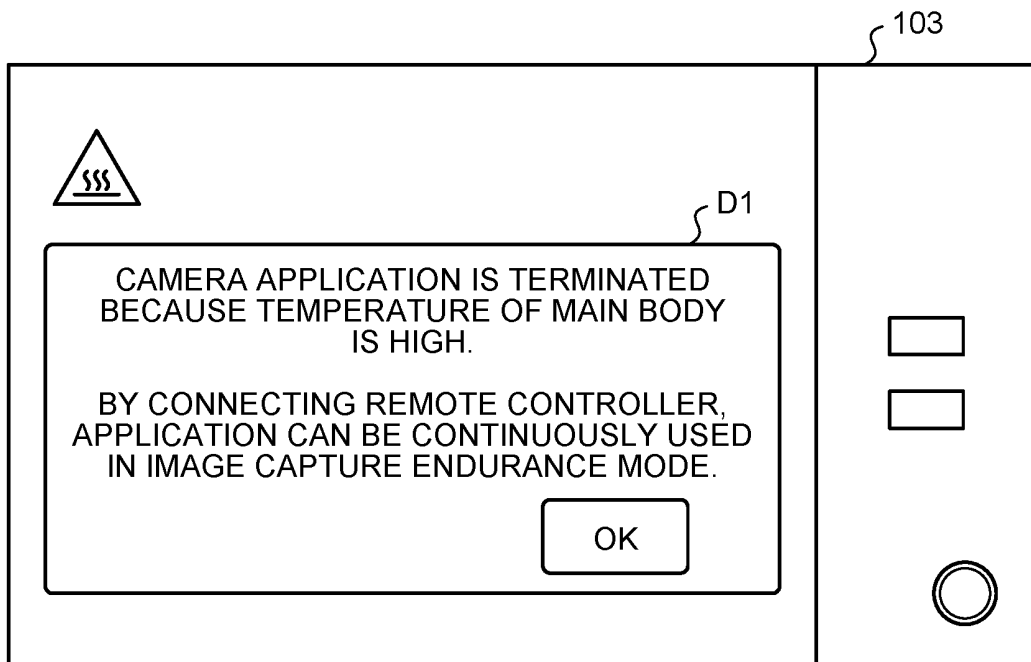 103
D1
CAMERA APPLICATION IS TERMINATED
BECAUSE TEMPERATURE OF MAIN BODY
IS HIGH.
BY CONNECTING REMOTE CONTROLLER,
APPLICATION CAN BE CONTINUOUSLY USED
IN IMAGE CAPTURE ENDURANCE MODE.
OK